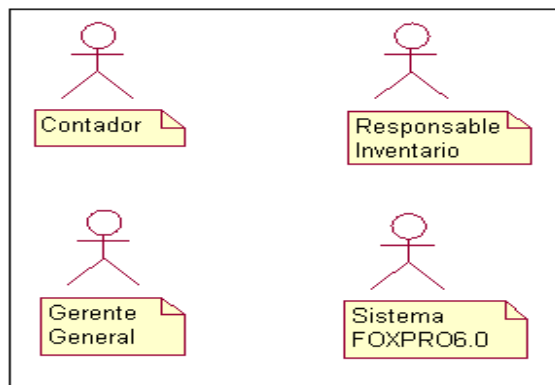 Contador
Responsable
Inventario
Gerente
General
Sistema
FOXPRO6.0